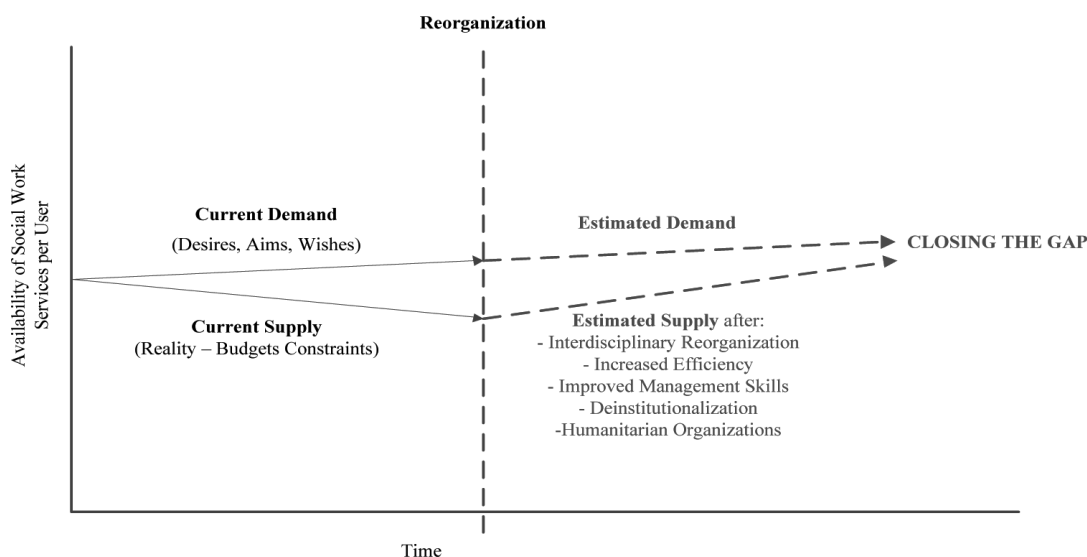 Reorganization
Availability of Social Work
Services per User
Current Demand
(Desires, Aims, Wishes)
Estimated Demand
CLOSING THE GAP
Current Supply
(Reality – Budgets Constraints)
Estimated Supply after:
- Interdisciplinary Reorganization
- Increased Efficiency
- Improved Management Skills
- Deinstitutionalization
-Humanitarian Organizations
Time